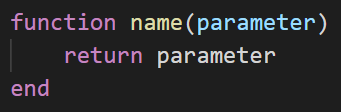 function name(parameter)
    return parameter
end